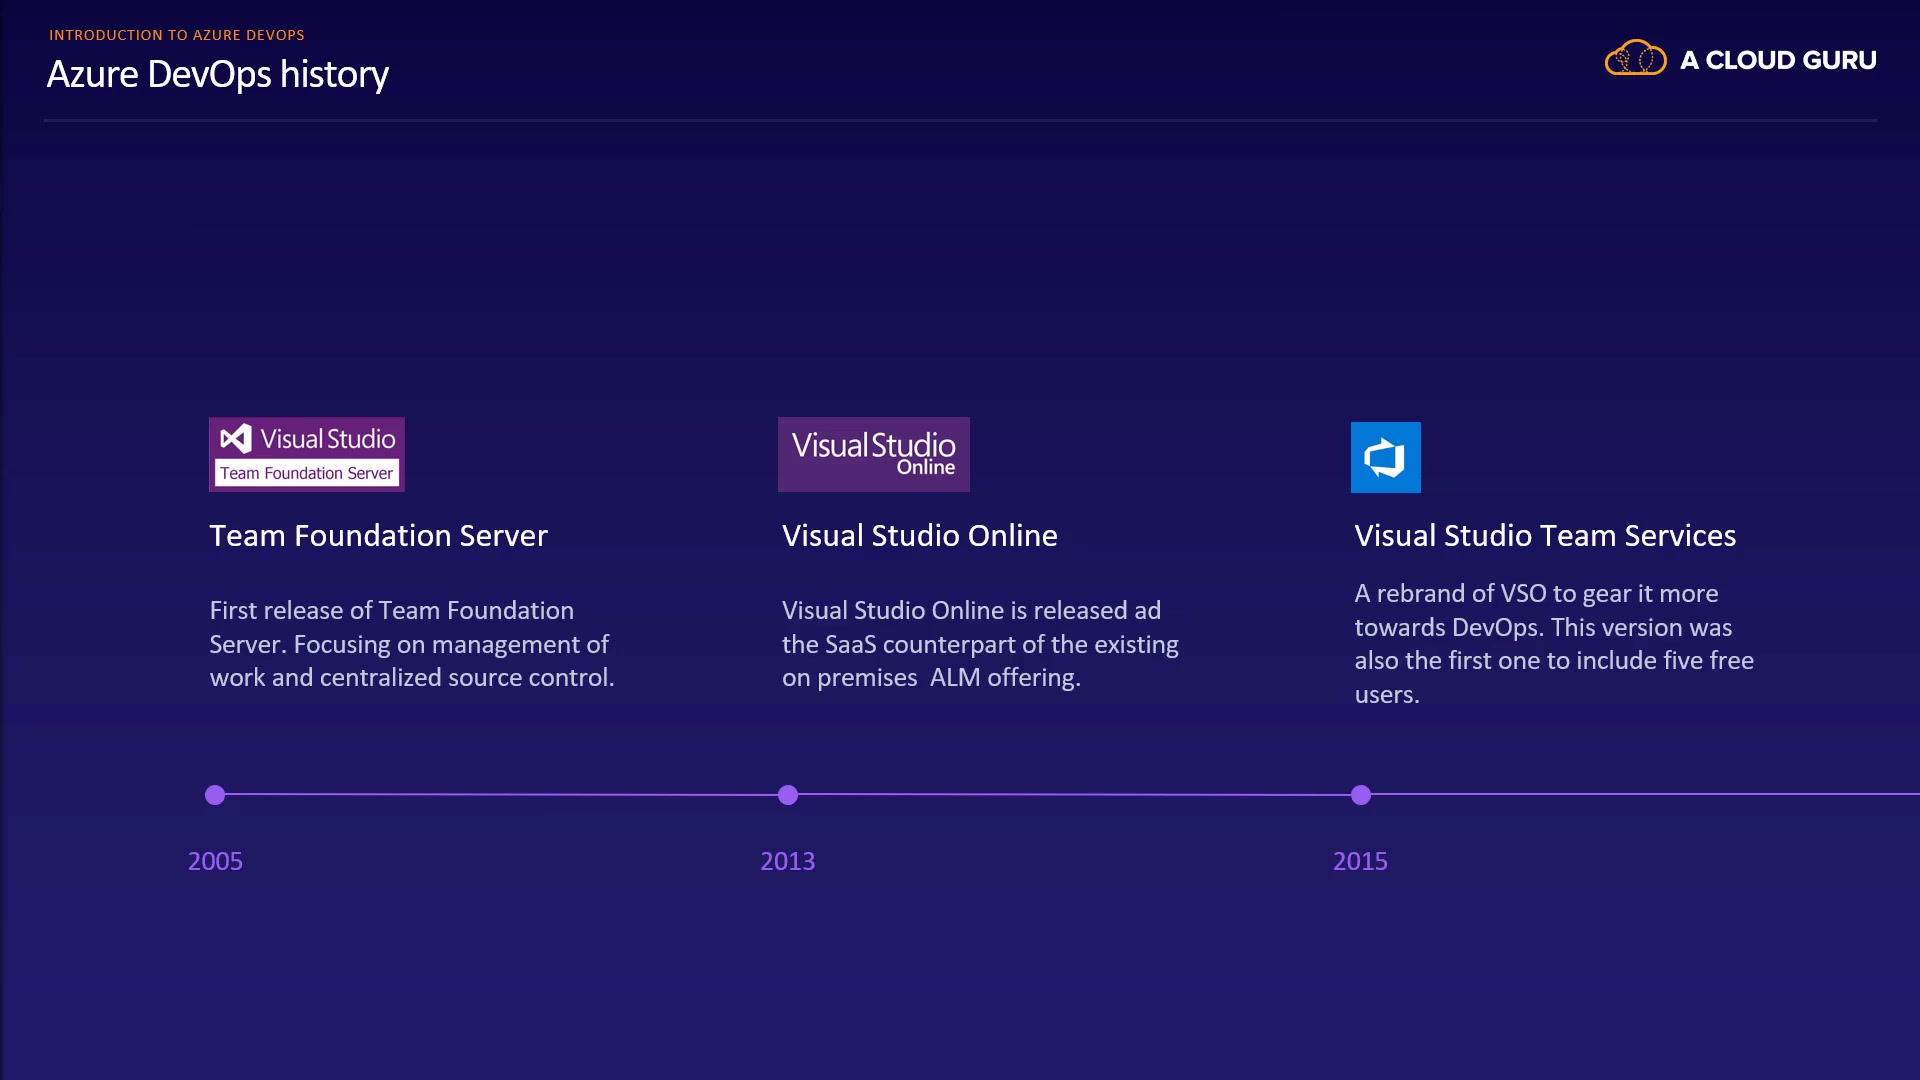 INTRODUCTION TO AZURE DEVOPS
Azure DevOps history
A CLOUD GURU
Visual Studio
Team Foundation Server
Team Foundation Server
First release of Team Foundation
Server. Focusing on management of
work and centralized source control.
2005
Visual Studio
Online
Visual Studio Online
Visual Studio Online is released ad
the SaaS counterpart of the existing
on premises  ALM offering.
2013
Visual Studio Team Services
A rebrand of VSO to gear it more
towards DevOps. This version was
also the first one to include five free
users.
2015